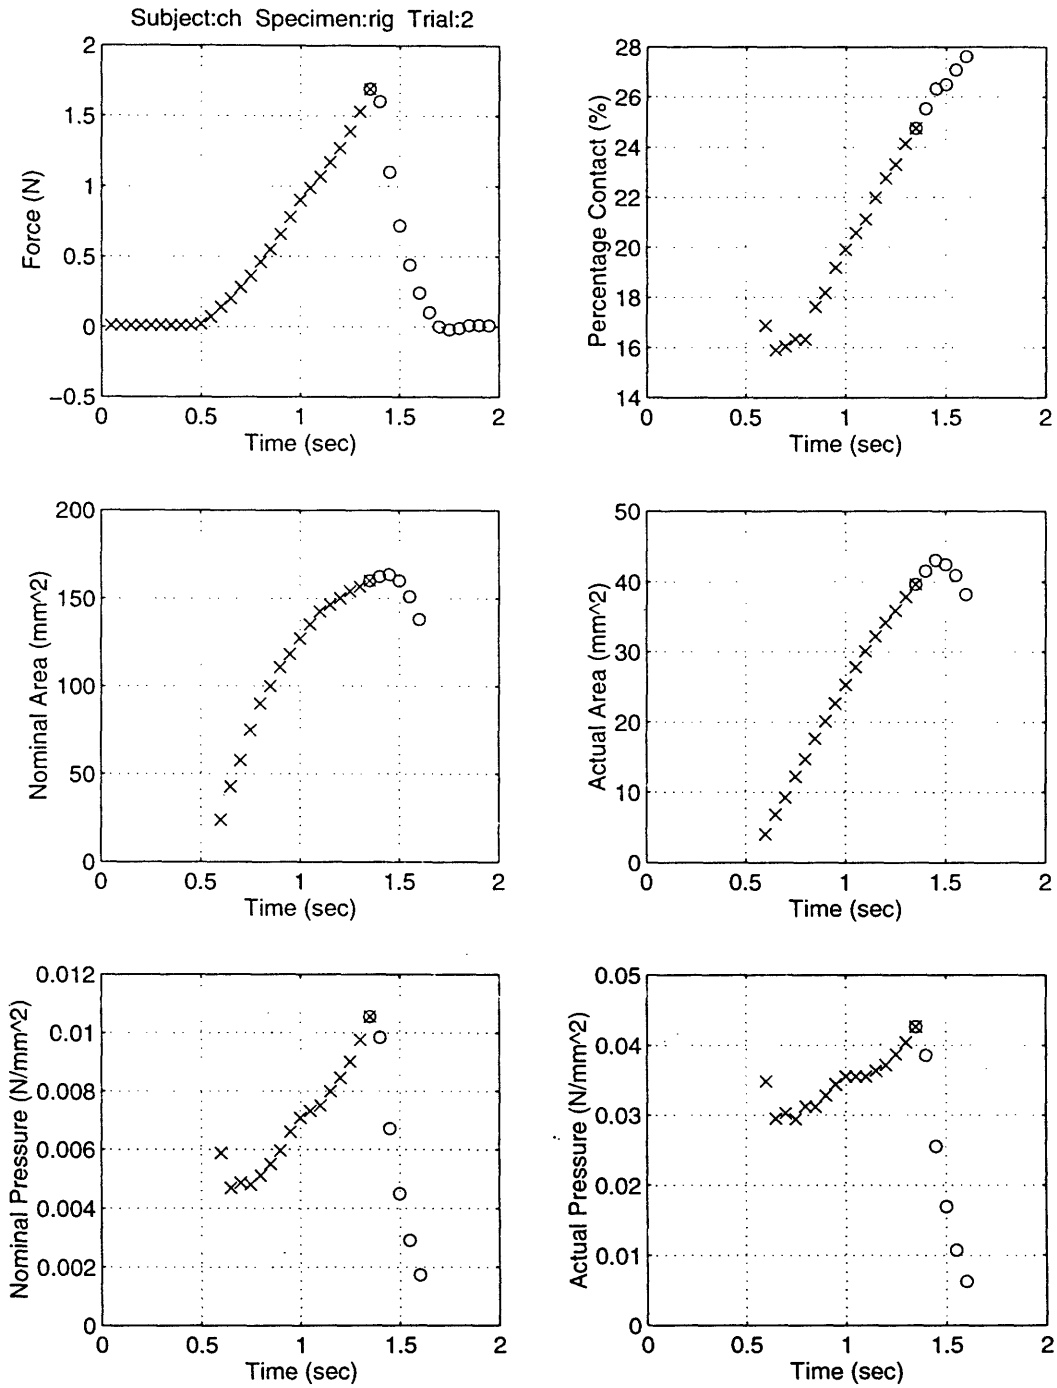 Subject:ch Specimen:rig Trial:2
2
1.5
1
0.5
0
−0.5
0 0.5 1 1.5 2
Force (N)
Time (sec)
28
26
24
22
20
18
16
14
0 0.5 1 1.5 2
Percentage Contact (%)
Time (sec)
200
150
100
50
0
0 0.5 1 1.5 2
Nominal Area (mm^2)
Time (sec)
50
40
30
20
10
0
0 0.5 1 1.5 2
Actual Area (mm^2)
Time (sec)
0.012
0.01
0.008
0.006
0.004
0.002
0
0 0.5 1 1.5 2
Nominal Pressure (N/mm^2)
Time (sec)
0.05
0.04
0.03
0.02
0.01
0
0 0.5 1 1.5 2
Actual Pressure (N/mm^2)
Time (sec)